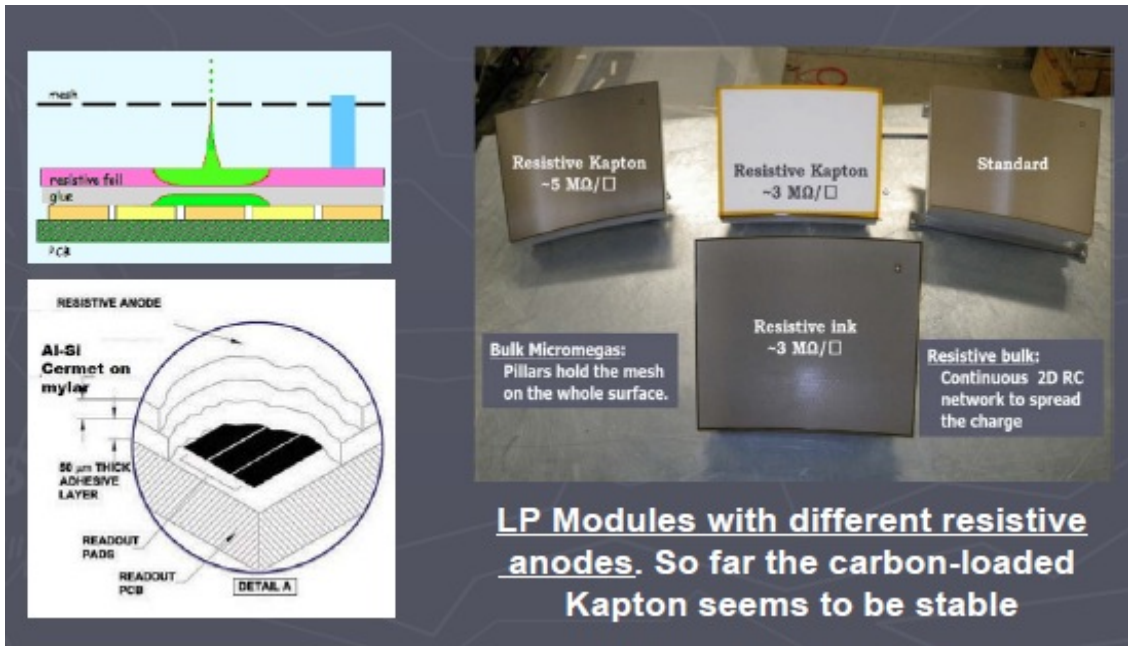 mesh
resistive foil
glue
PCB
RESISTIVE ANODE
Al-Si
Cermet on
mylar
50 μm THICK
ADHESIVE
LAYER
READOUT
PADS
READOUT
PCB
DETAIL A
Resistive Kapton
~5 MΩ/□
Resistive Kapton
~3 MΩ/□
Standard
Resistive ink
~3 MΩ/□
Bulk Micromegas:
Pillars hold the mesh
on the whole surface.
Resistive bulk:
Continuous 2D RC
network to spread
the charge
LP Modules with different resistive
anodes. So far the carbon-loaded
Kapton seems to be stable